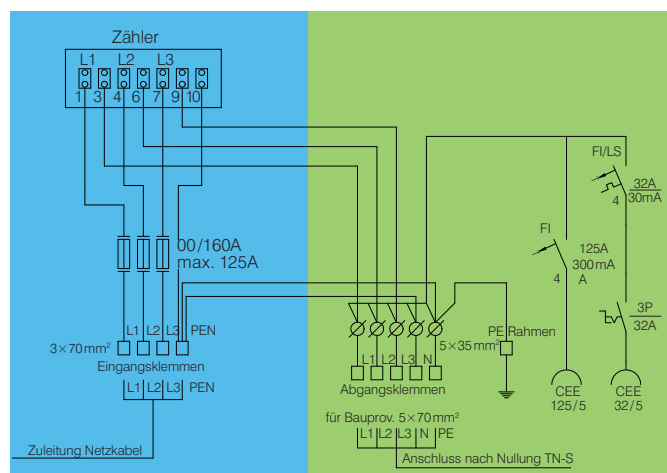 Zähler
L1 L2 L3
1 3 4 6 7 9 10
FI/LS
32A
30mA
4
FI
125A
300mA
A
4
00/160A
max. 125A
3P
32A
L1 L2 L3 PEN
3×70mm²
Eingangsklemmen
L1 L2 L3 PEN
Zuleitung Netzkabel
5×35mm²
PE Rahmen
L1 L2 L3 N
Abgangsklemmen
für Bauprov. 5×70mm²
L1 L2 L3 N PE
Anschluss nach Nullung TN-S
CEE
125/5
CEE
32/5